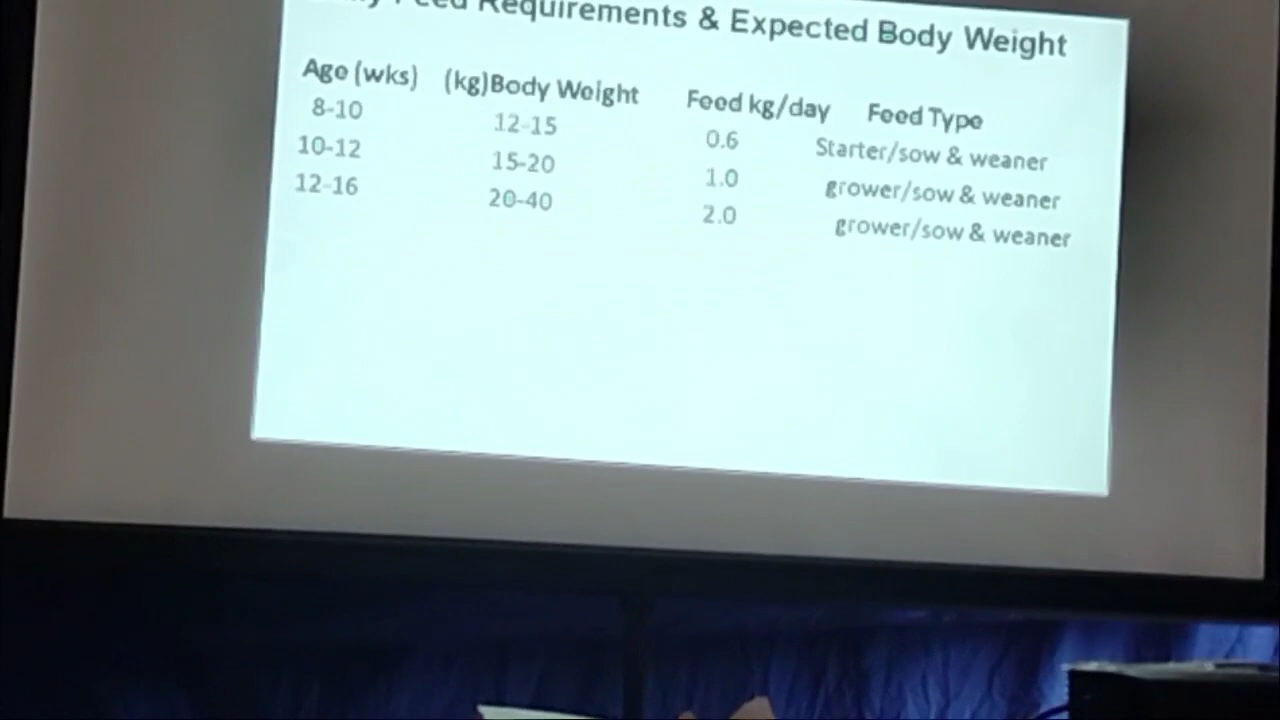 Feed Requirements & Expected Body Weight
Age (wks) (kg)Body Weight Feed kg/day Feed Type
8-10 12-15 0.6 Starter/sow & weaner
10-12 15-20 1.0 grower/sow & weaner
12-16 20-40 2.0 grower/sow & weaner